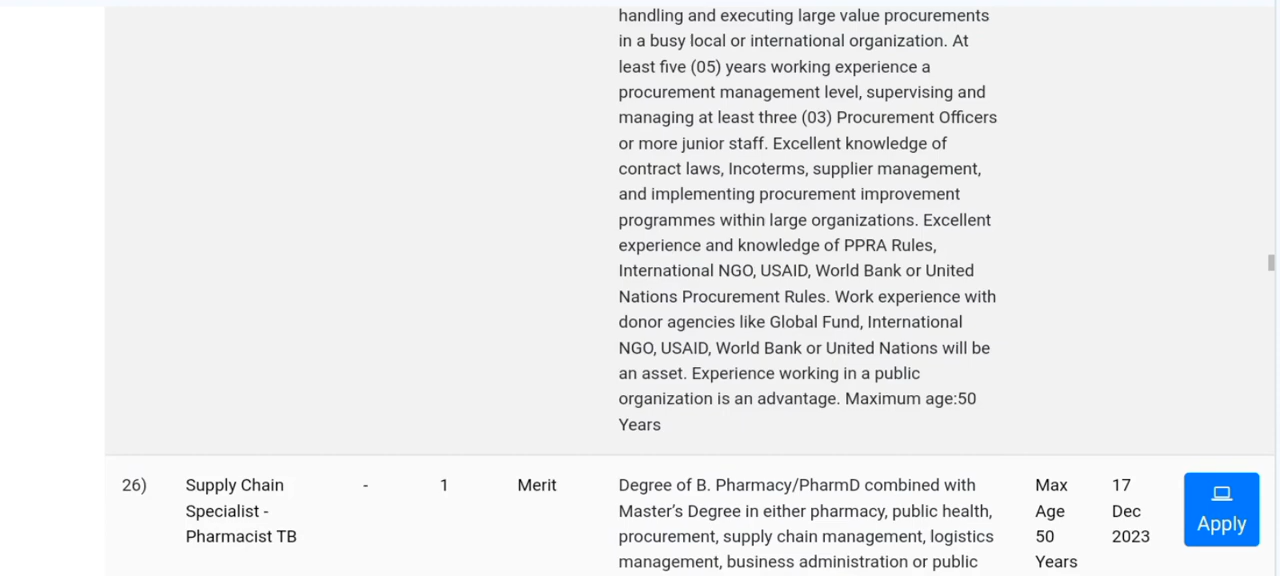 handling and executing large value procurements
in a busy local or international organization. At
least five (05) years working experience a
procurement management level, supervising and
managing at least three (03) Procurement Officers
or more junior staff. Excellent knowledge of
contract laws, Incoterms, supplier management,
and implementing procurement improvement
programmes within large organizations. Excellent
experience and knowledge of PPRA Rules,
International NGO, USAID, World Bank or United
Nations Procurement Rules. Work experience with
donor agencies like Global Fund, International
NGO, USAID, World Bank or United Nations will be
an asset. Experience working in a public
organization is an advantage. Maximum age:50
Years
26)
Supply Chain
Specialist -
Pharmacist TB
-
1
Merit
Degree of B. Pharmacy/PharmD combined with
Master’s Degree in either pharmacy, public health,
procurement, supply chain management, logistics
management, business administration or public
Max
Age
50
Years
17
Dec
2023
Apply